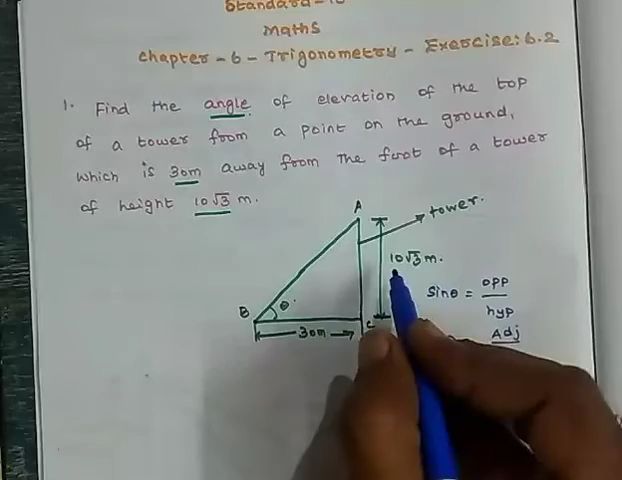 Maths
Chapter - 6 - Trigonometry - Exercise: 6.2
1. Find the angle of elevation of the top
of a tower from a point on the ground,
which is 30m away from the foot of a tower
of height 10√3 m.
A
tower.
10√3 m.
B θ
C
30m
Sinθ = opp
hyp
Adj